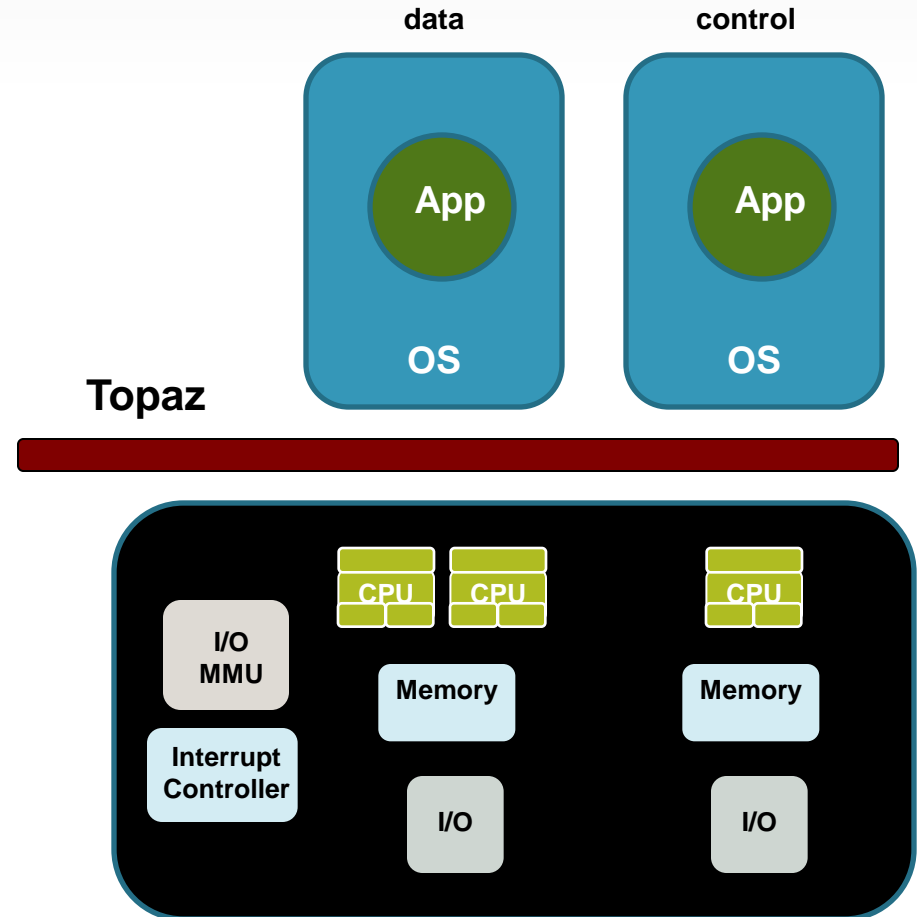 data
control
App
App
OS
OS
Topaz
CPU
CPU
CPU
I/O
MMU
Memory
Memory
Interrupt
Controller
I/O
I/O